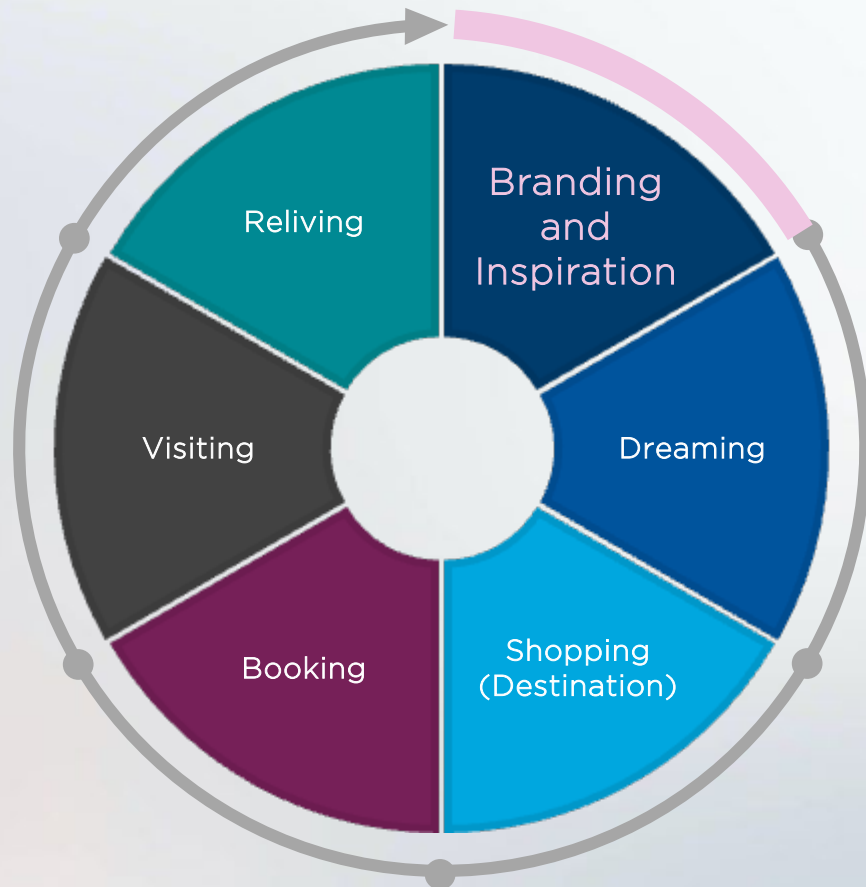 Branding
and
Inspiration
Dreaming
Shopping
(Destination)
Booking
Visiting
Reliving